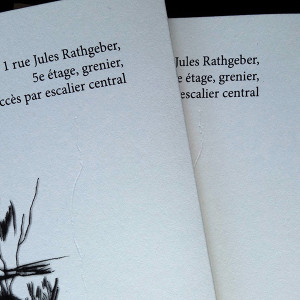 1 rue Jules Rathgeber,
5e étage, grenier,
ccès par escalier central
Jules Rathgeber,
e étage, grenier,
escalier central